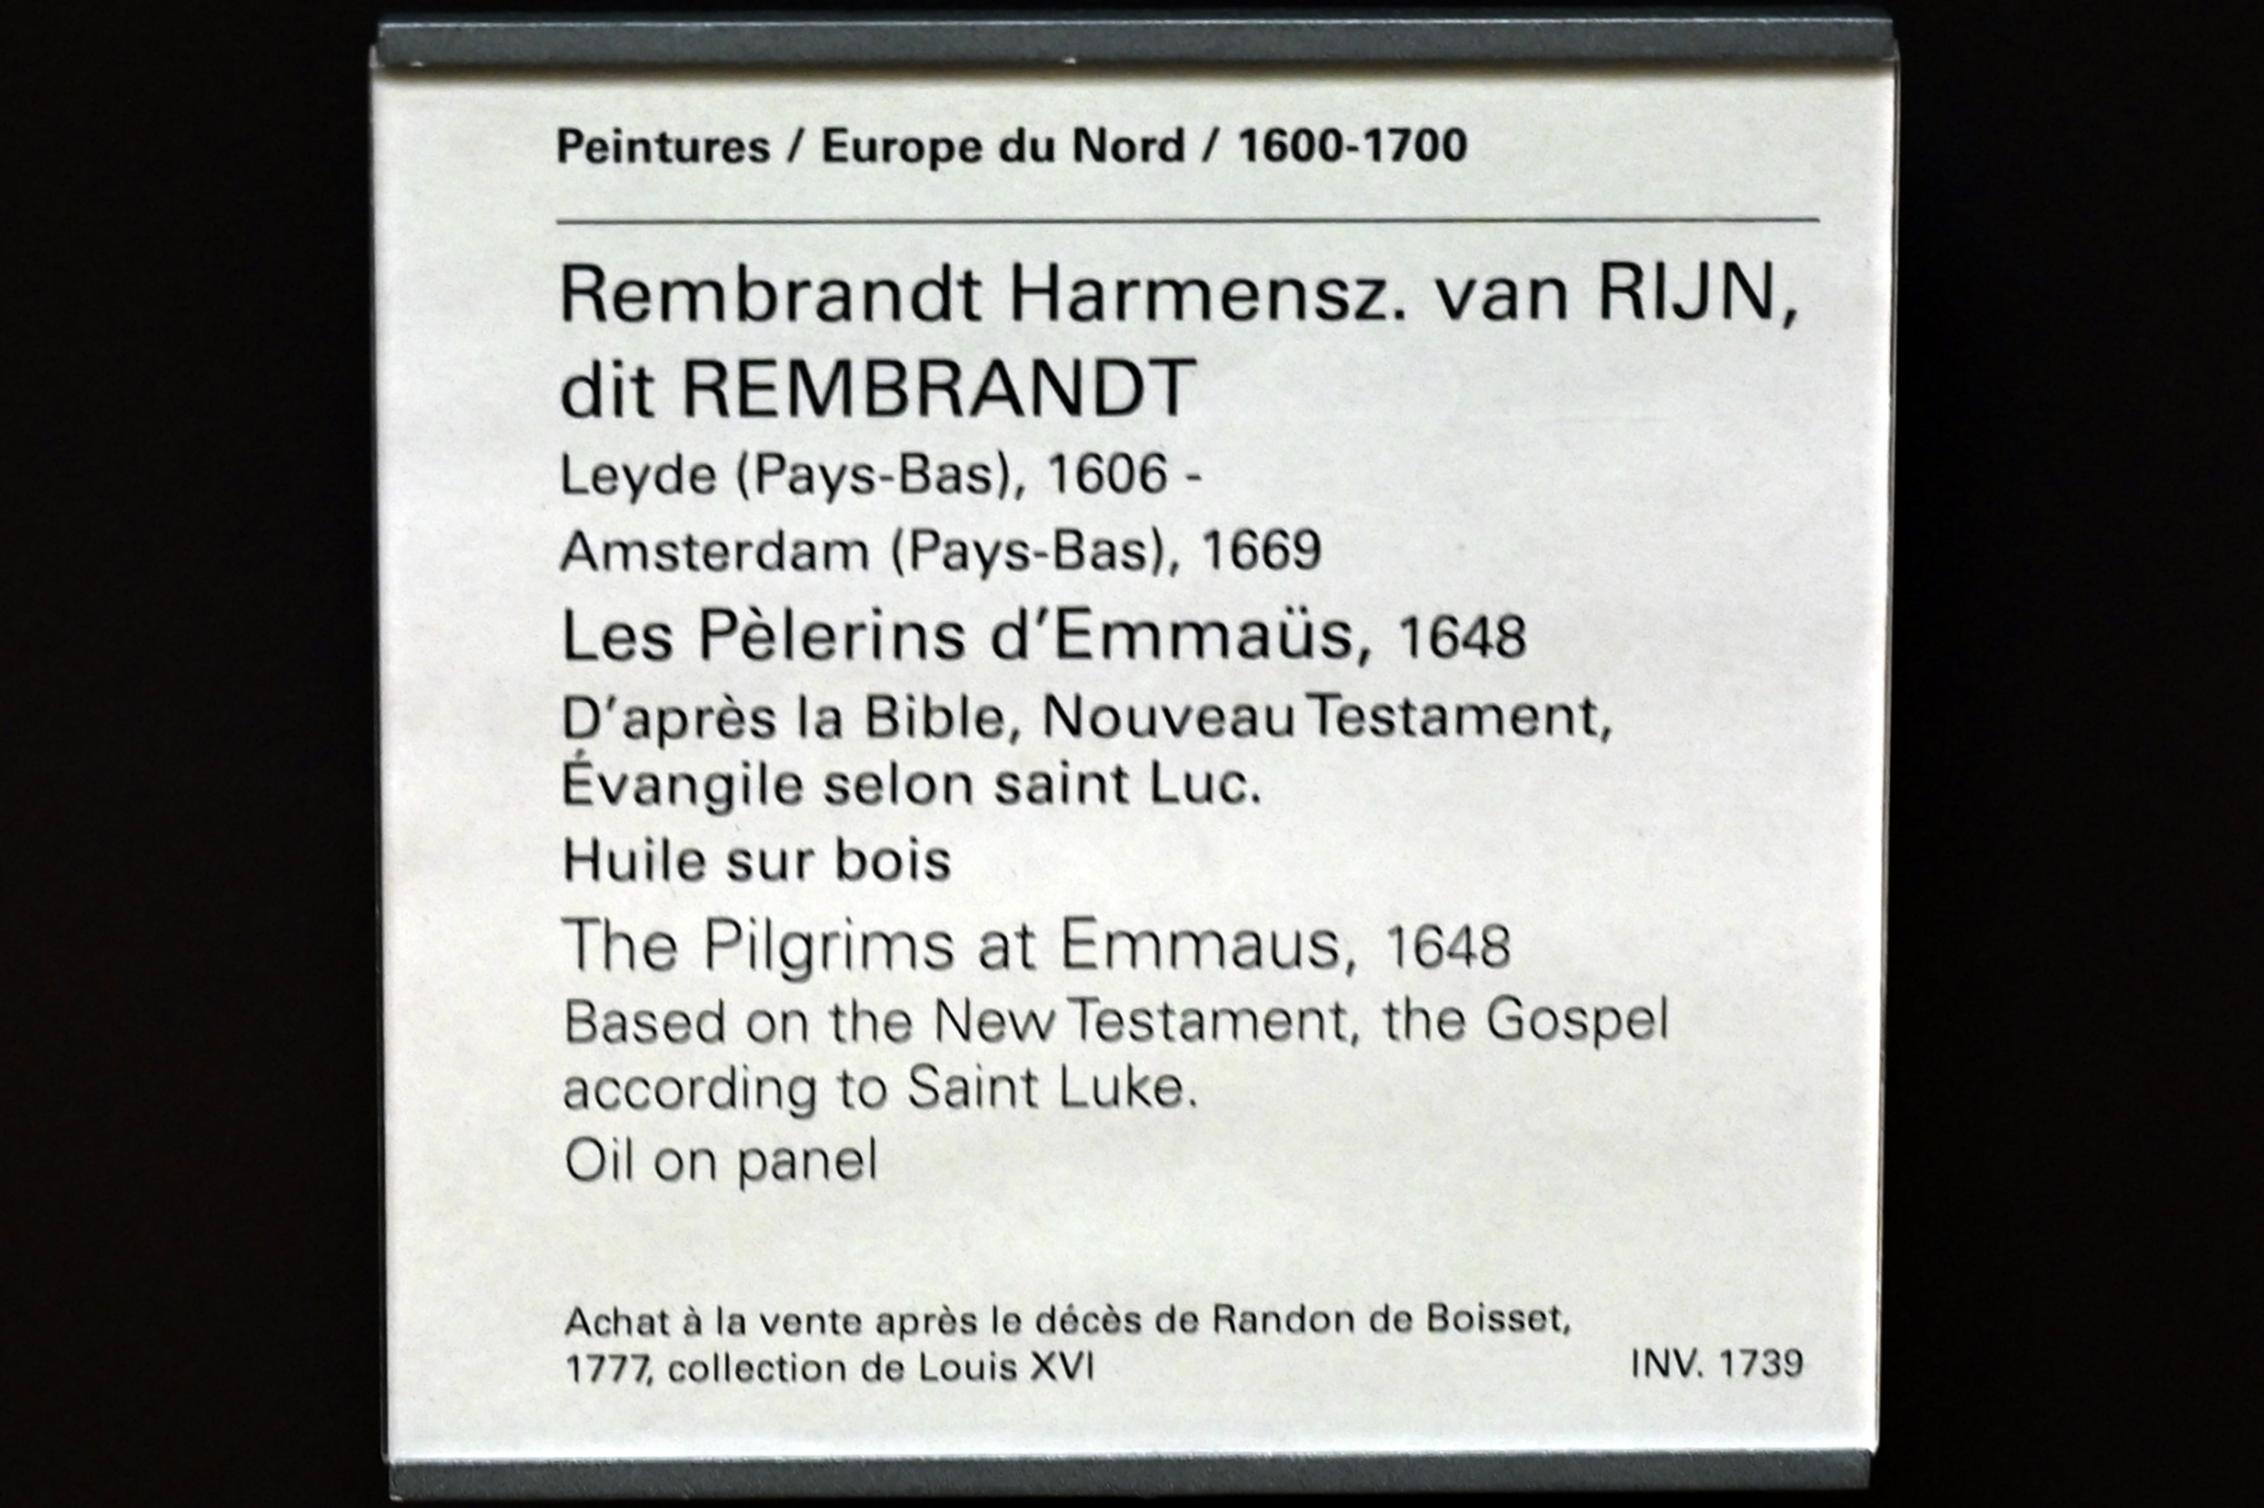 Peintures / Europe du Nord / 1600-1700
Rembrandt Harmensz. van RIJN,
dit REMBRANDT
Leyde (Pays-Bas), 1606 -
Amsterdam (Pays-Bas), 1669
Les Pèlerins d'Emmaüs, 1648
D'après la Bible, Nouveau Testament,
Évangile selon saint Luc.
Huile sur bois
The Pilgrims at Emmaus, 1648
Based on the New Testament, the Gospel
according to Saint Luke.
Oil on panel
Achat à la vente après le décès de Randon de Boisset,
1777, collection de Louis XVI
INV. 1739